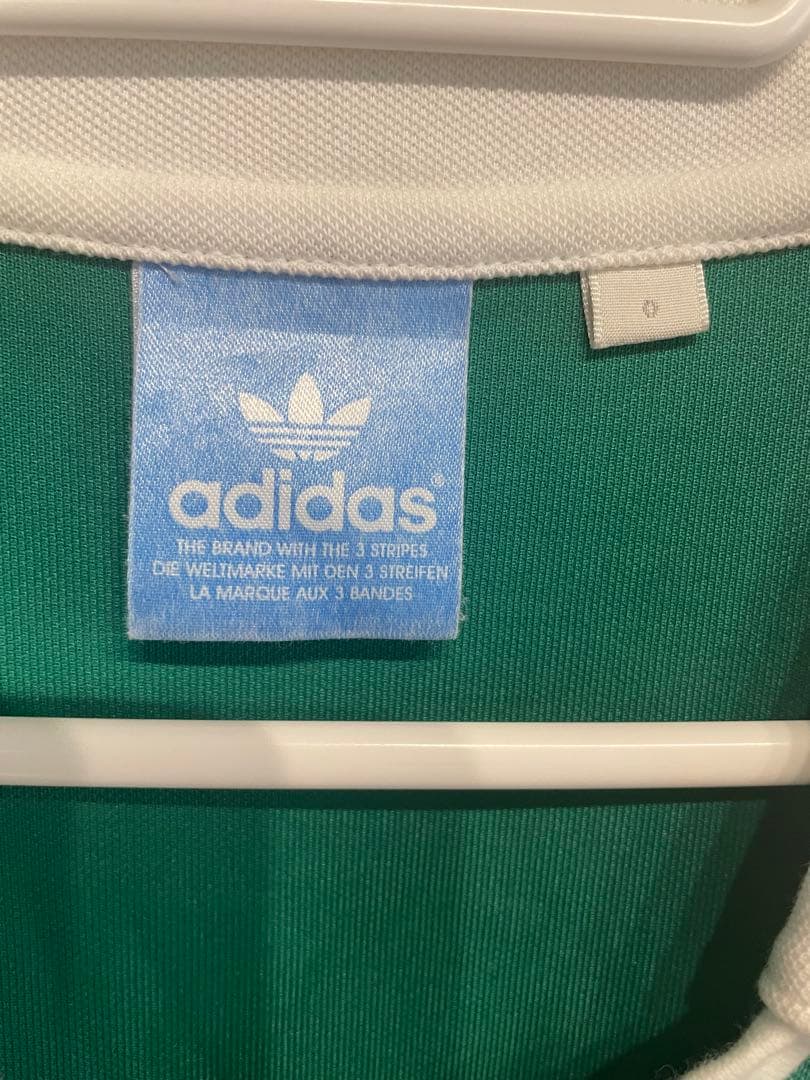 adidas®
THE BRAND WITH THE 3 STRIPES
DIE WELTMARKE MIT DEN 3 STREIFEN
LA MARQUE AUX 3 BANDES